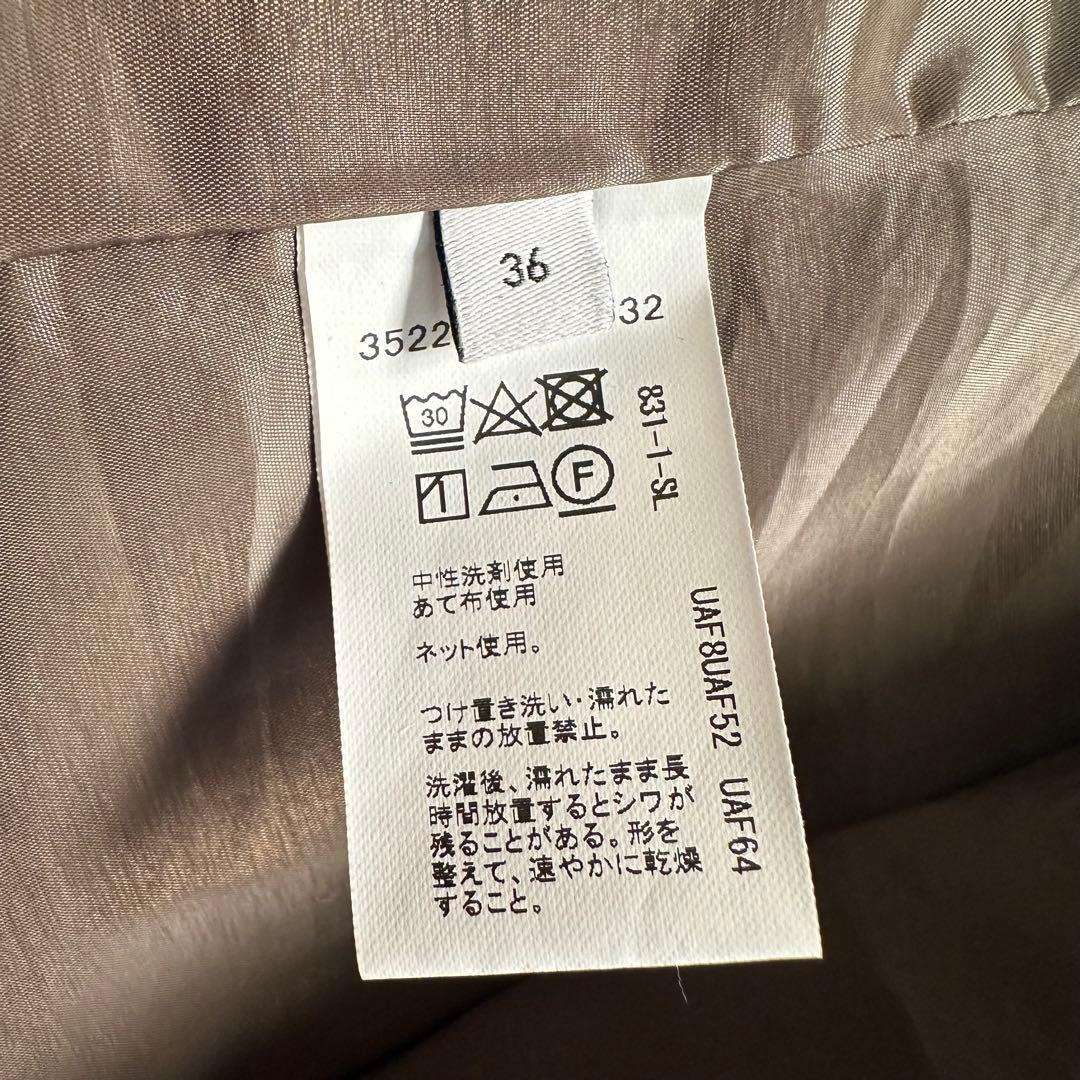 36
3522
32
30
F
831-1-SL
中性洗剤使用
あて布使用
ネット使用。
つけ置き洗い・濡れた
ままの放置禁止。
洗濯後、濡れたまま長
時間放置するとシワが
残ることがある。形を
整えて、速やかに乾燥
すること。
UAF8UAF52 UAF64